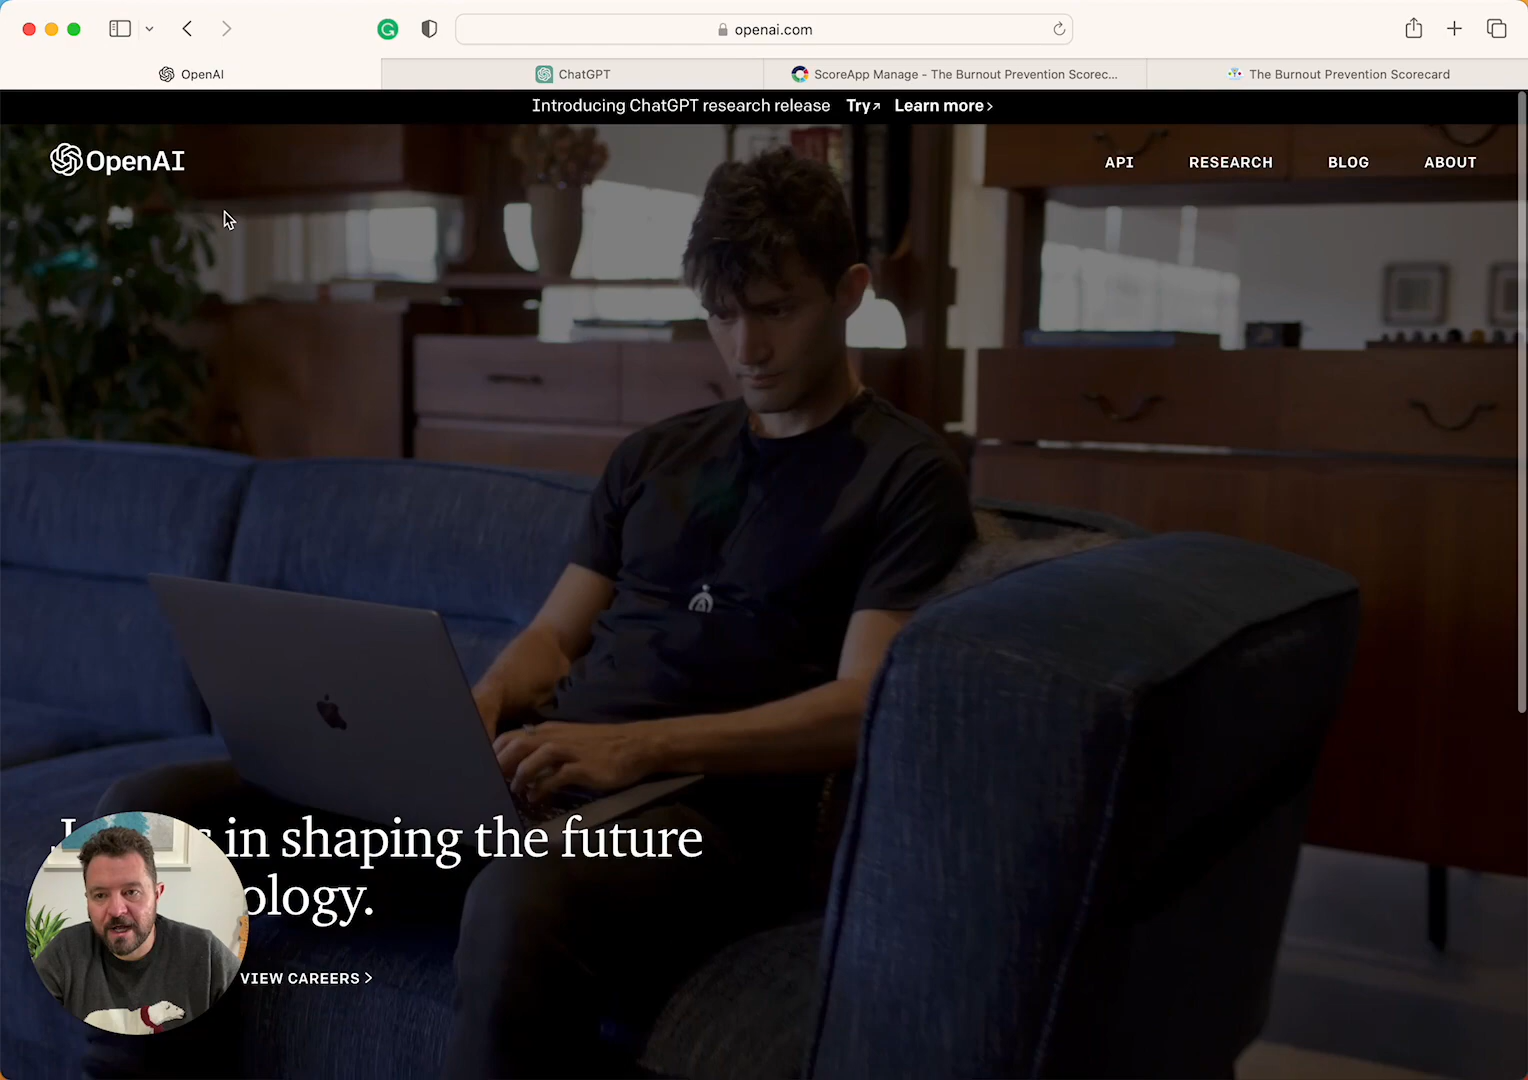 openai.com
OpenAI
ChatGPT
ScoreApp Manage - The Burnout Prevention Scorec...
The Burnout Prevention Scorecard
Introducing ChatGPT research release Try↗ Learn more >
OpenAI
API RESEARCH BLOG ABOUT
in shaping the future
ology.
VIEW CAREERS >